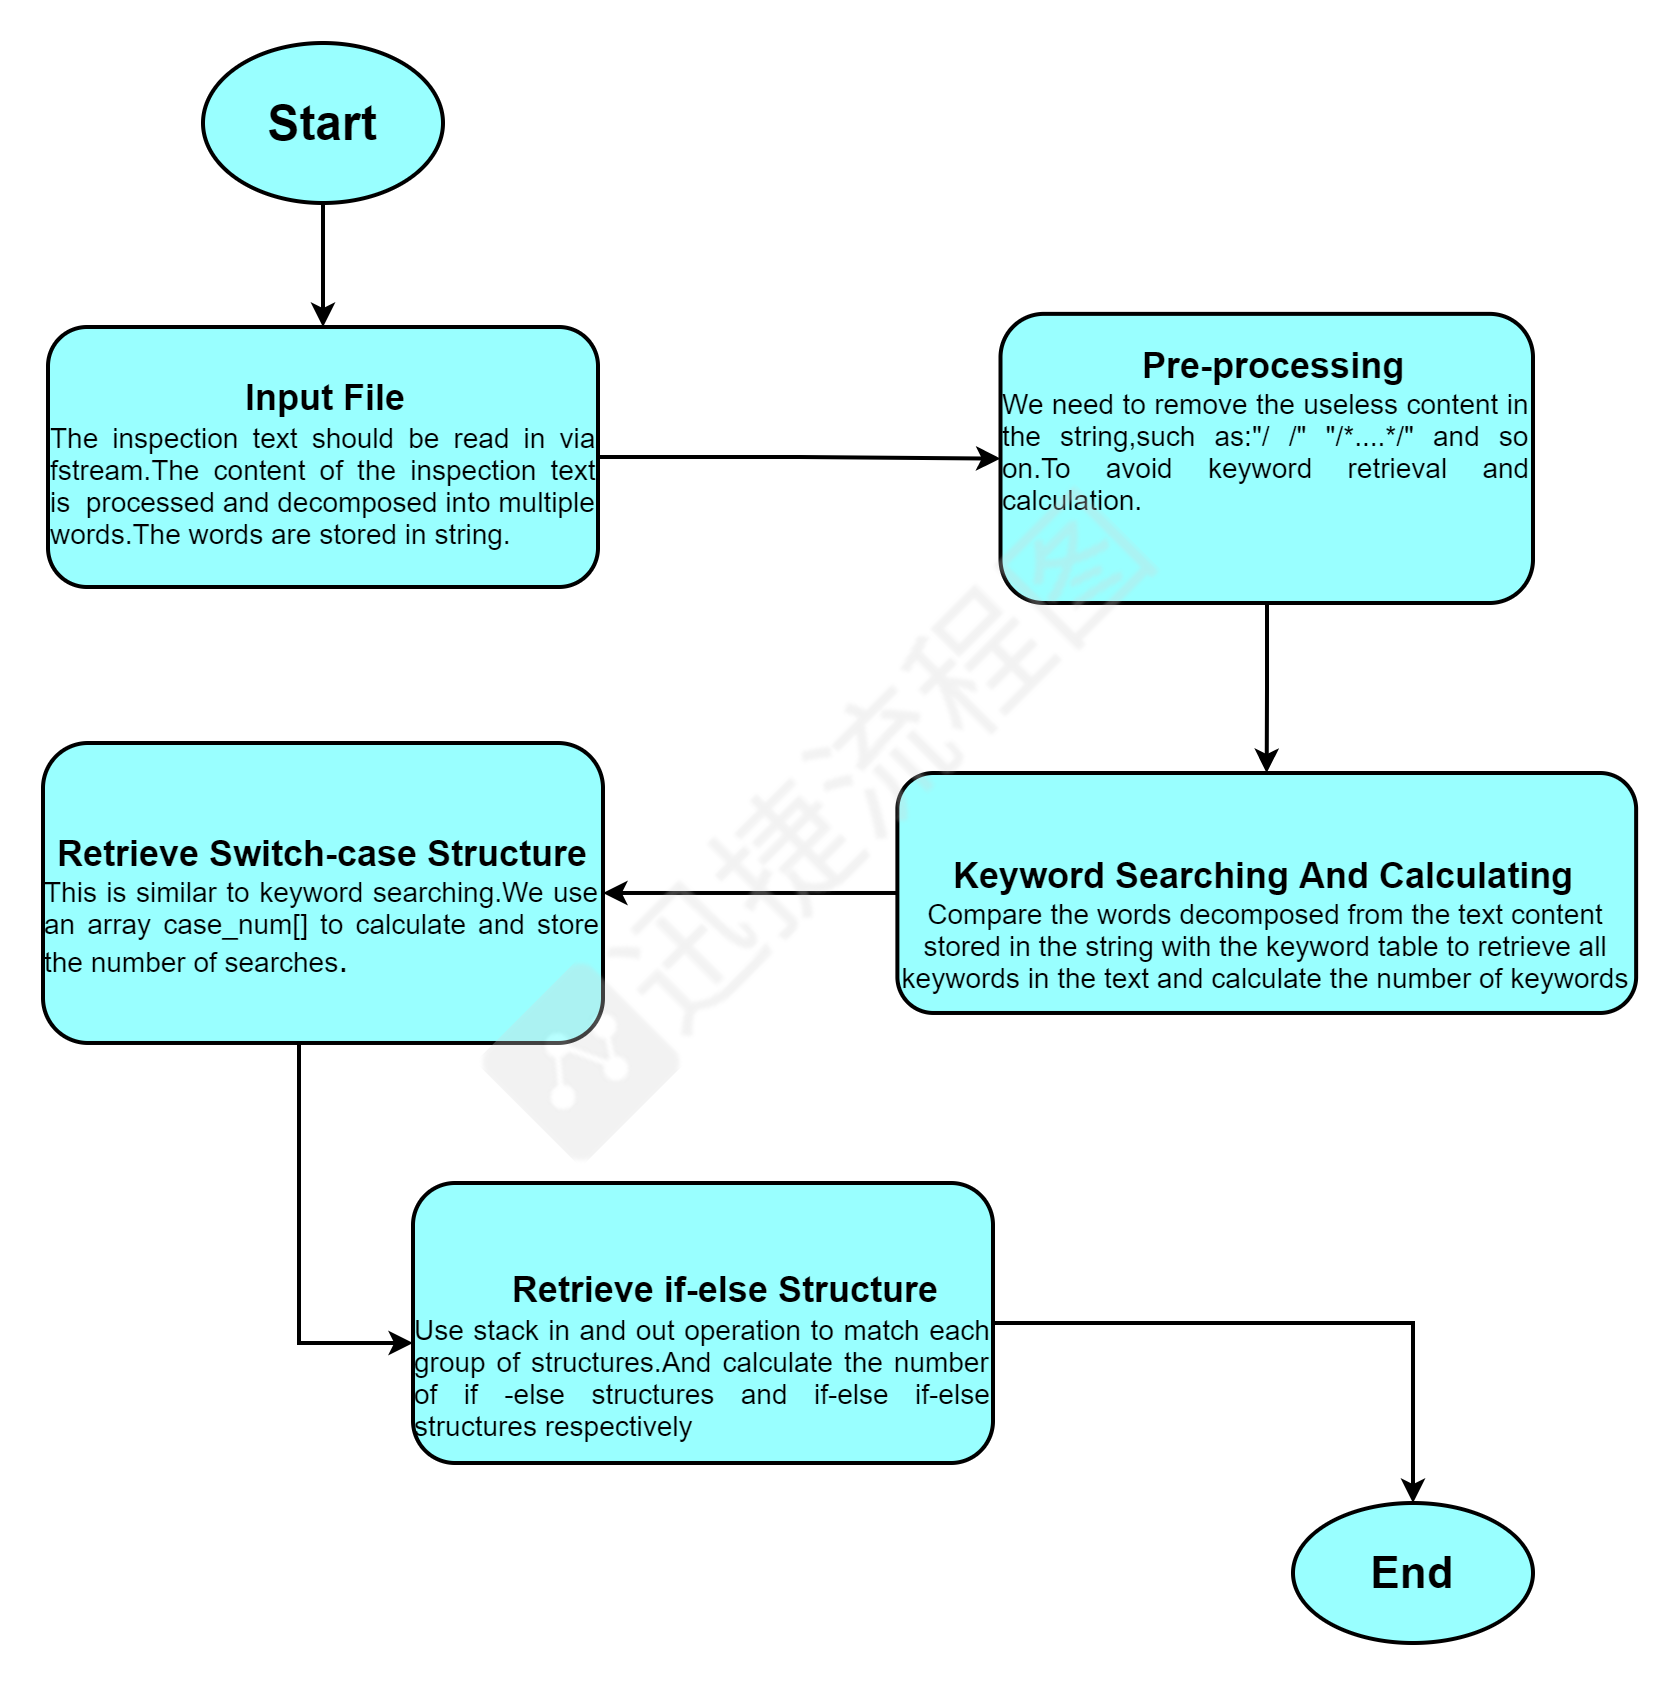 Start
Input File
The inspection text should be read in via
fstream.The content of the inspection text
is  processed and decomposed into multiple
words.The words are stored in string.
Pre-processing
We need to remove the useless content in
the string,such as:"/ /" "/*....*/" and so
on.To avoid keyword retrieval and
calculation.
Keyword Searching And Calculating
Compare the words decomposed from the text content
stored in the string with the keyword table to retrieve all
keywords in the text and calculate the number of keywords
Retrieve Switch-case Structure
This is similar to keyword searching.We use
an array case_num[] to calculate and store
the number of searches.
Retrieve if-else Structure
Use stack in and out operation to match each
group of structures.And calculate the number
of if -else structures and if-else if-else
structures respectively
End
迅捷流程图